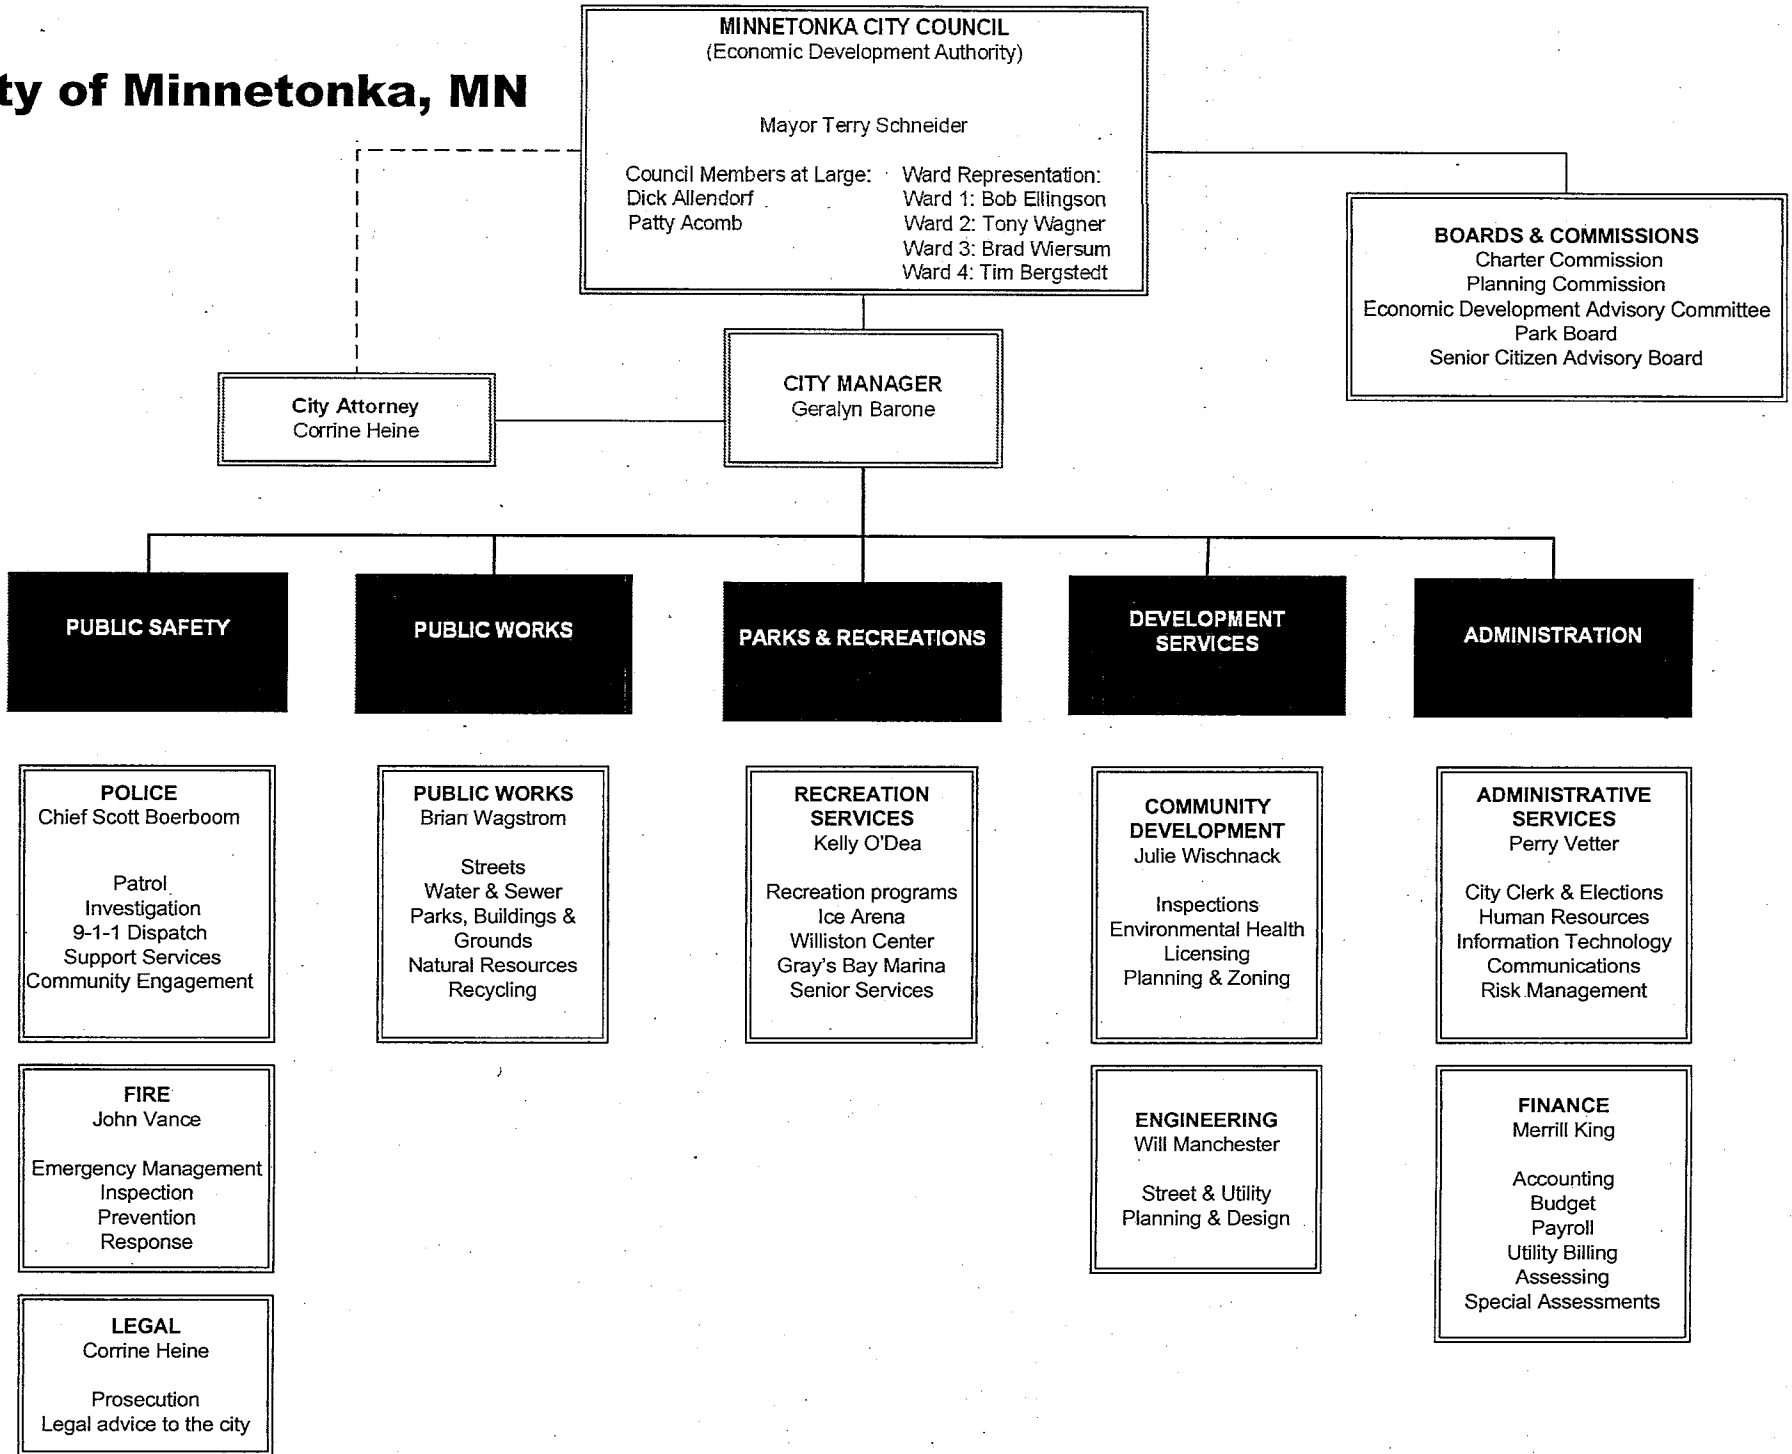 ty of Minnetonka, MN
MINNETONKA CITY COUNCIL
(Economic Development Authority)
Mayor Terry Schneider
Council Members at Large:
Dick Allendorf
Patty Acomb
Ward Representation:
Ward 1: Bob Ellingson
Ward 2: Tony Wagner
Ward 3: Brad Wiersum
Ward 4: Tim Bergstedt
BOARDS & COMMISSIONS
Charter Commission
Planning Commission
Economic Development Advisory Committee
Park Board
Senior Citizen Advisory Board
City Attorney
Corrine Heine
CITY MANAGER
Geralyn Barone
PUBLIC SAFETY
PUBLIC WORKS
PARKS & RECREATIONS
DEVELOPMENT
SERVICES
ADMINISTRATION
POLICE
Chief Scott Boerboom
Patrol
Investigation
9-1-1 Dispatch
Support Services
Community Engagement
FIRE
John Vance
Emergency Management
Inspection
Prevention
Response
LEGAL
Corrine Heine
Prosecution
Legal advice to the city
PUBLIC WORKS
Brian Wagstrom
Streets
Water & Sewer
Parks, Buildings &
Grounds
Natural Resources
Recycling
RECREATION
SERVICES
Kelly O'Dea
Recreation programs
Ice Arena
Williston Center
Gray's Bay Marina
Senior Services
COMMUNITY
DEVELOPMENT
Julie Wischnack
Inspections
Environmental Health
Licensing
Planning & Zoning
ENGINEERING
Will Manchester
Street & Utility
Planning & Design
ADMINISTRATIVE
SERVICES
Perry Vetter
City Clerk & Elections
Human Resources
Information Technology
Communications
Risk Management
FINANCE
Merrill King
Accounting
Budget
Payroll
Utility Billing
Assessing
Special Assessments